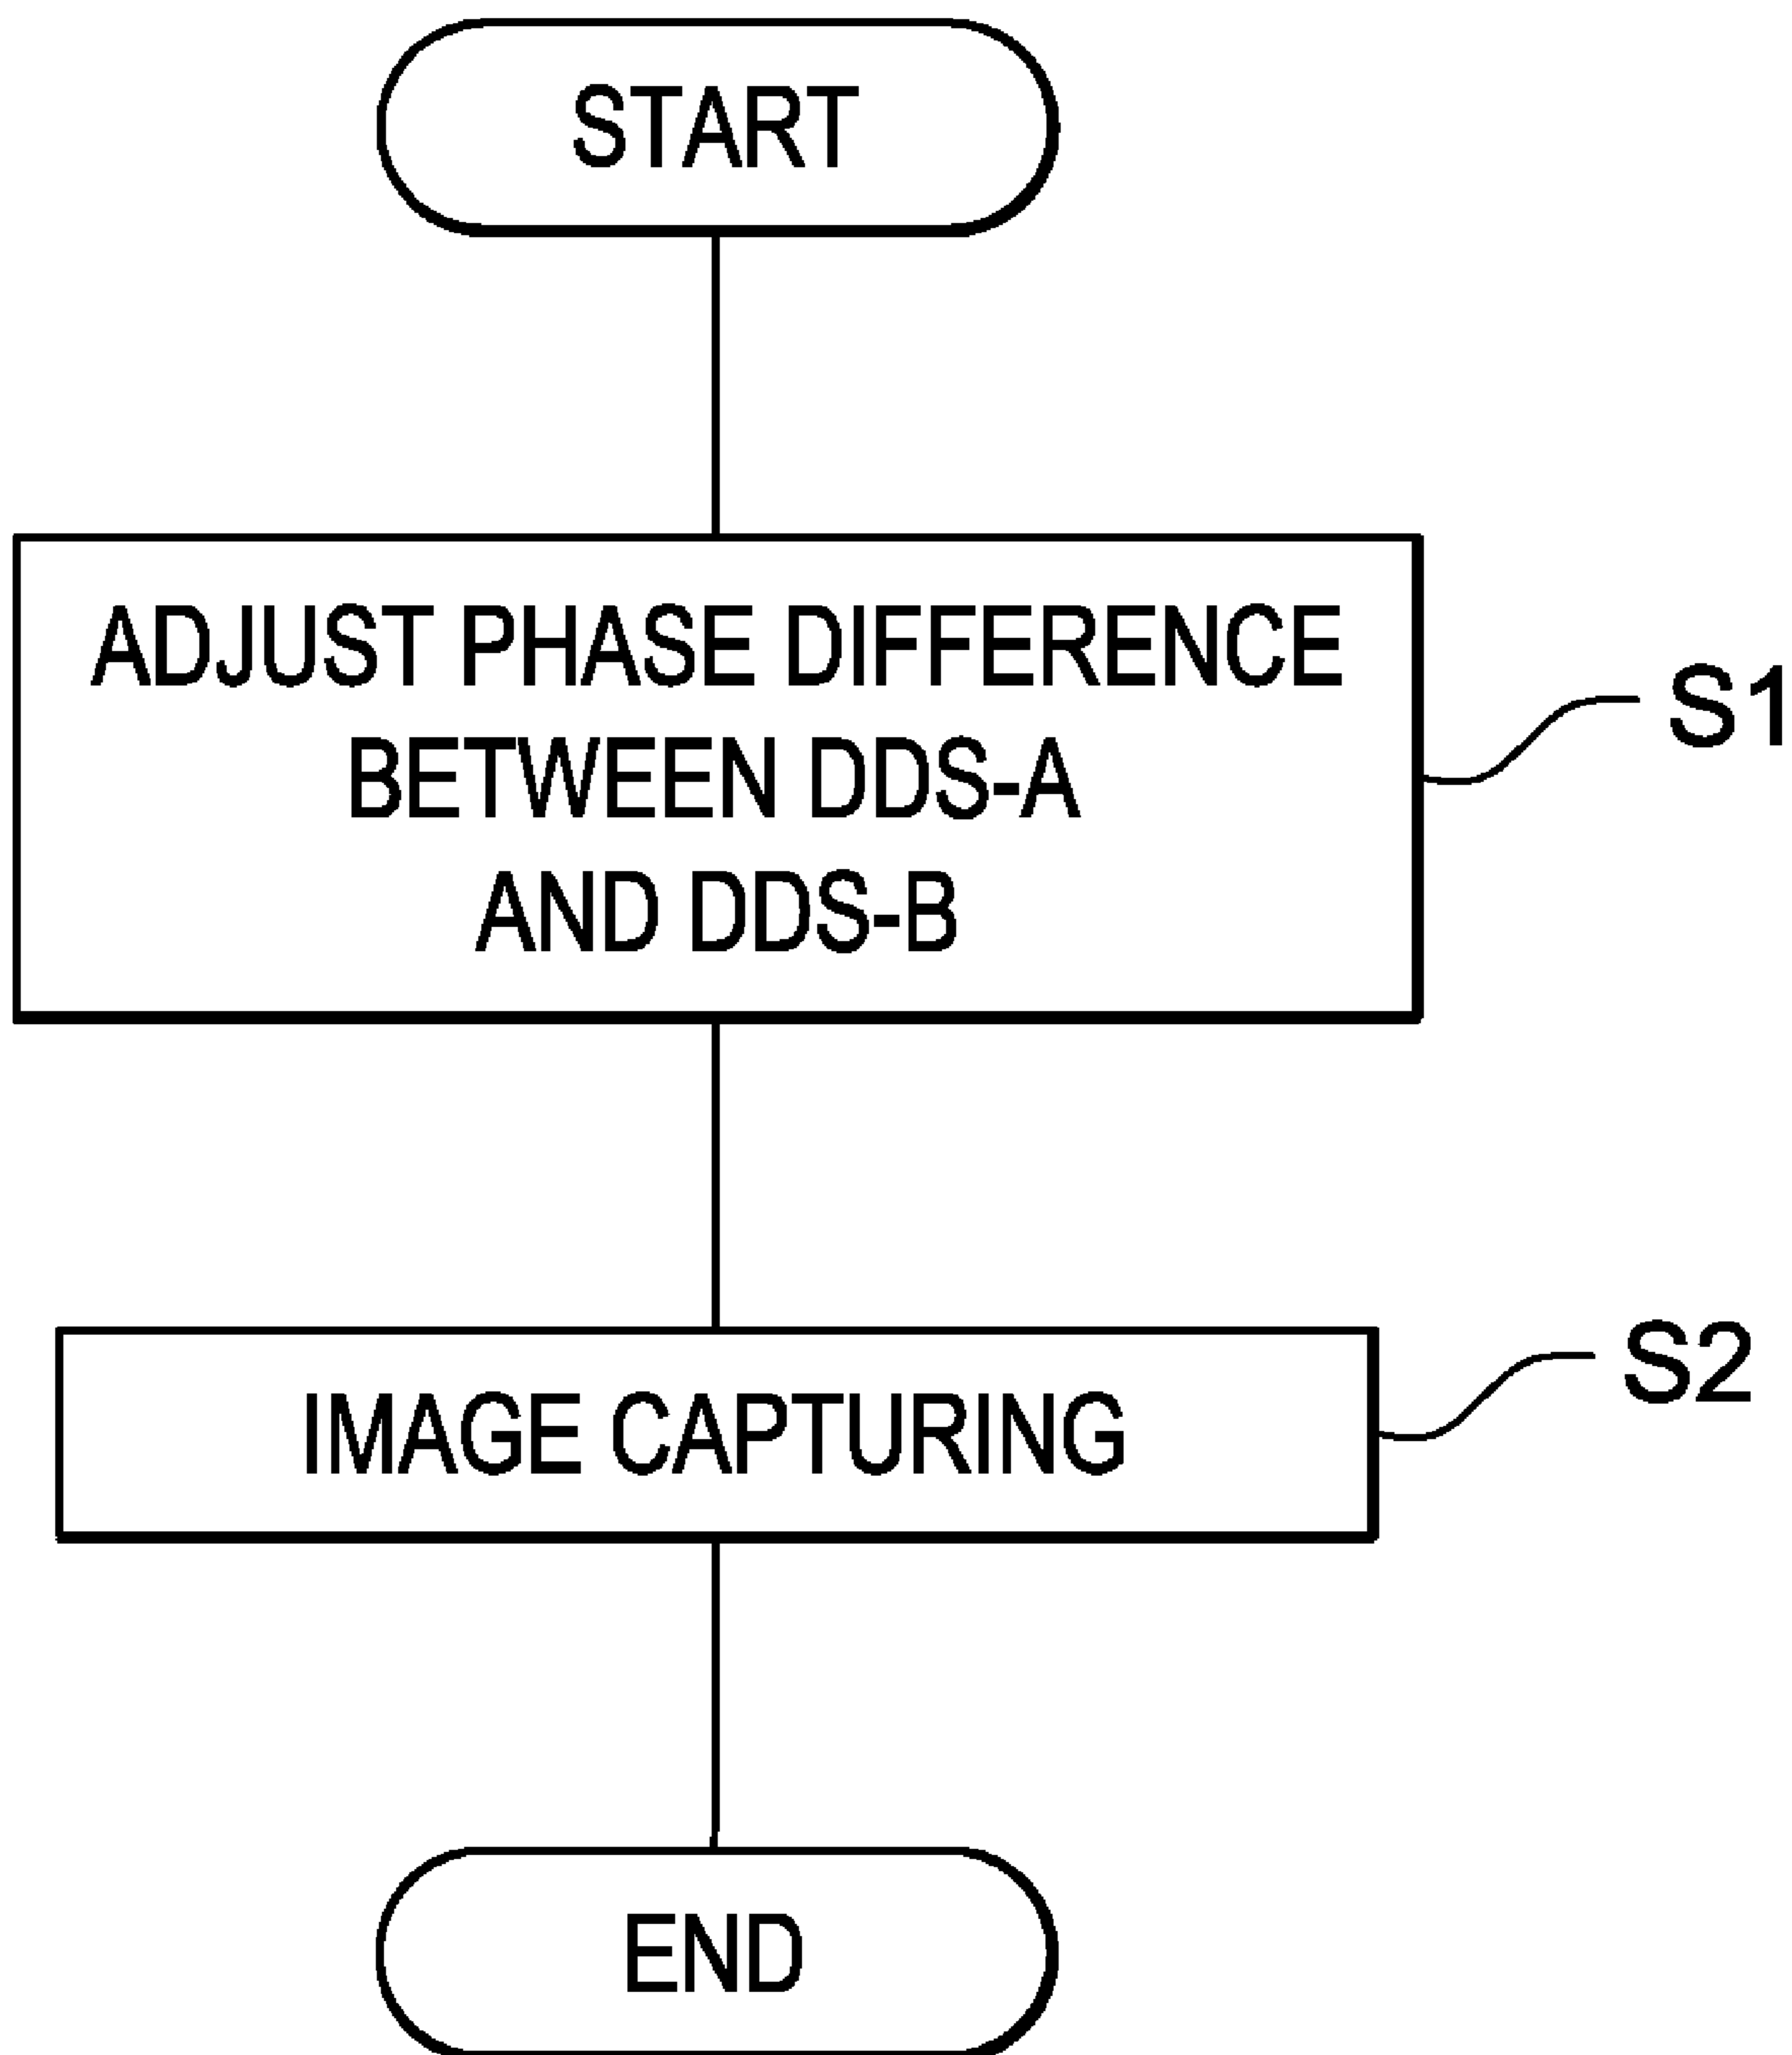 START
ADJUST PHASE DIFFERENCE
BETWEEN DDS-A
AND DDS-B
S1
IMAGE CAPTURING
S2
END